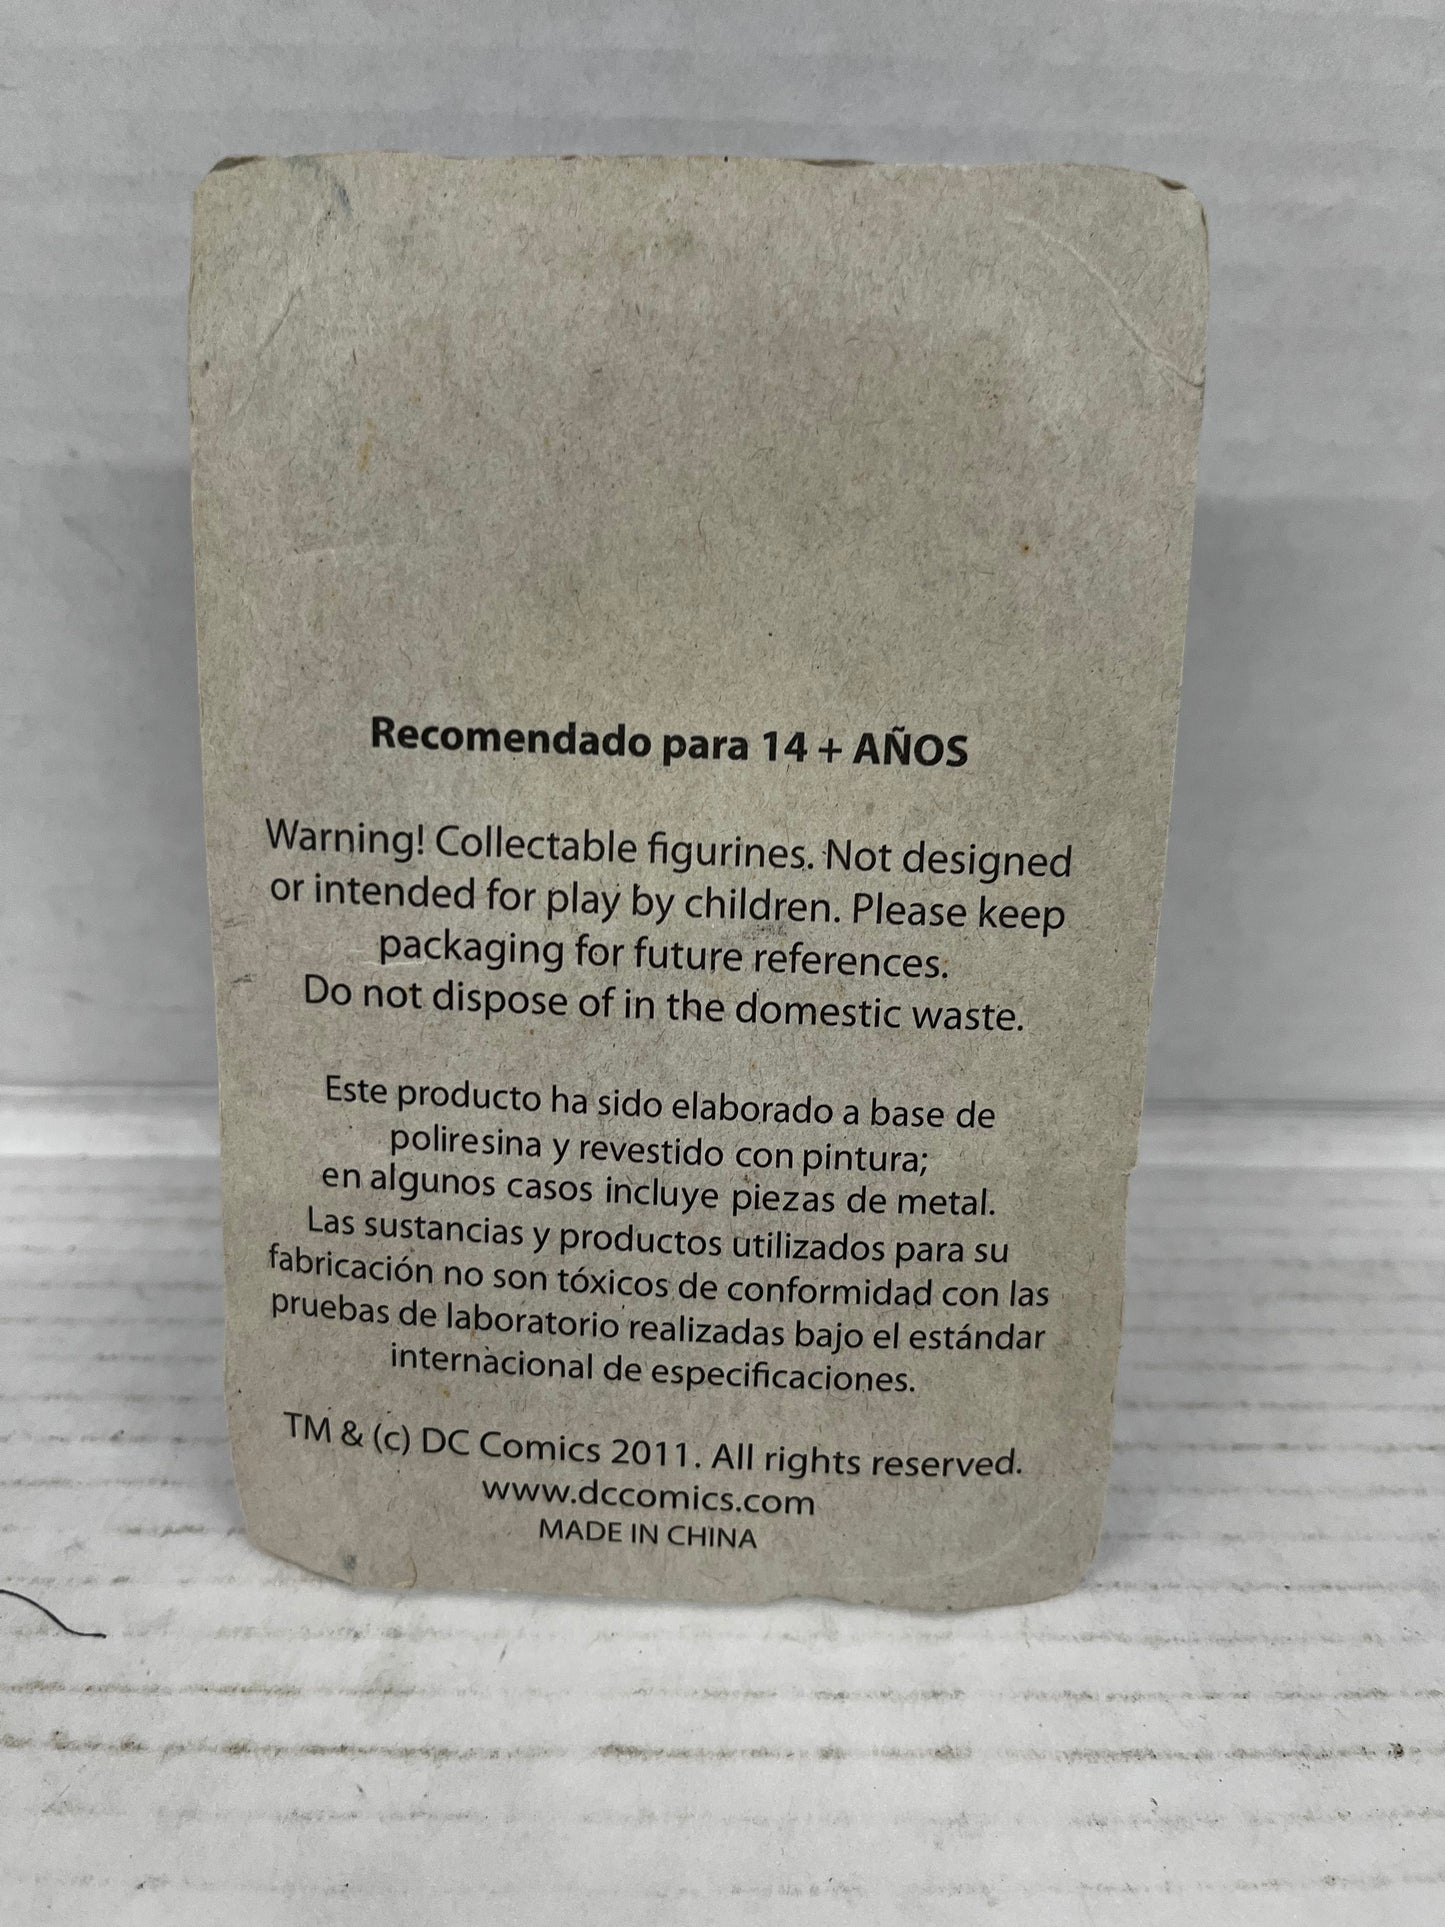 Recomendado para 14 + AÑOS
Warning! Collectable figurines. Not designed
or intended for play by children. Please keep
packaging for future references.
Do not dispose of in the domestic waste.
Este producto ha sido elaborado a base de
poliresina y revestido con pintura;
en algunos casos incluye piezas de metal.
Las sustancias y productos utilizados para su
fabricación no son tóxicos de conformidad con las
pruebas de laboratorio realizadas bajo el estándar
internacional de especificaciones.
TM & (c) DC Comics 2011. All rights reserved.
www.dccomics.com
MADE IN CHINA